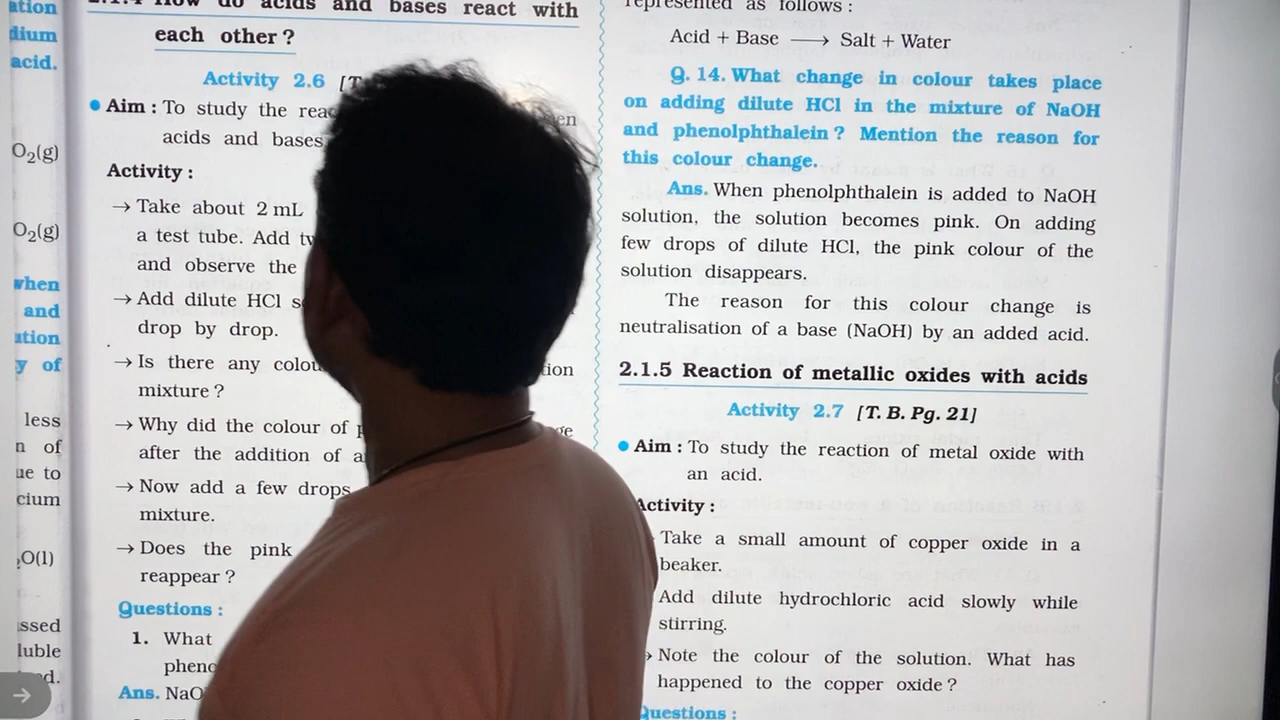 ation
dium
acid.
O₂(g)
O₂(g)
when
and
ution
y of
less
n of
ue to
cium
₂O(l)
ssed
luble
d.
2.1.4 How do acids and bases react with
each other ?
Activity 2.6 [T
• Aim : To study the reac en
acids and bases
Activity :
→ Take about 2 mL
a test tube. Add tw
and observe the
→ Add dilute HCl s
drop by drop.
→ Is there any colou tion
mixture ?
→ Why did the colour of p ge
after the addition of a
→ Now add a few drops
mixture.
→ Does the pink
reappear ?
Questions :
1. What
pheno
Ans. NaO
represented as follows :
Acid + Base ⟶ Salt + Water
Q. 14. What change in colour takes place
on adding dilute HCl in the mixture of NaOH
and phenolphthalein ? Mention the reason for
this colour change.
Ans. When phenolphthalein is added to NaOH
solution, the solution becomes pink. On adding
few drops of dilute HCl, the pink colour of the
solution disappears.
The reason for this colour change is
neutralisation of a base (NaOH) by an added acid.
2.1.5 Reaction of metallic oxides with acids
Activity 2.7 [T. B. Pg. 21]
• Aim : To study the reaction of metal oxide with
an acid.
Activity :
Take a small amount of copper oxide in a
beaker.
Add dilute hydrochloric acid slowly while
stirring.
→ Note the colour of the solution. What has
happened to the copper oxide ?
Questions :